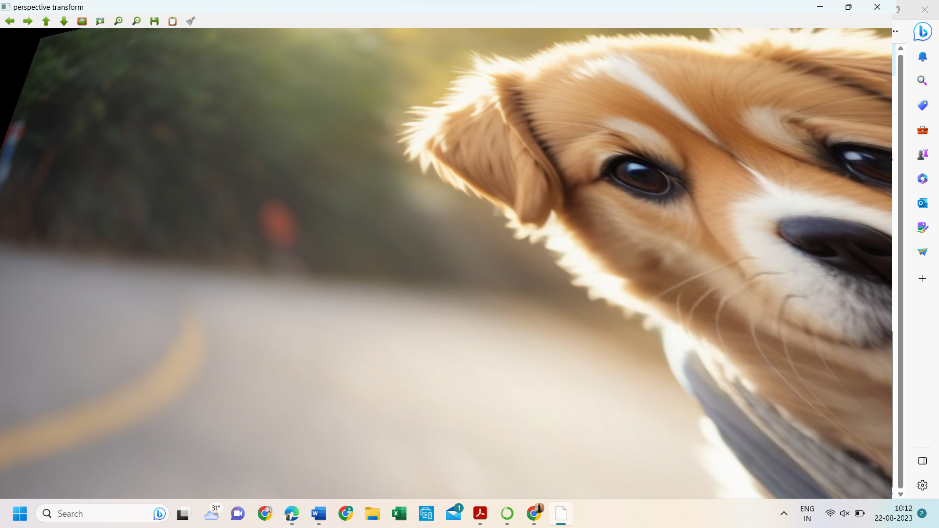 perspective transform
31°
Search
ENG
IN
10:12
22-08-2023